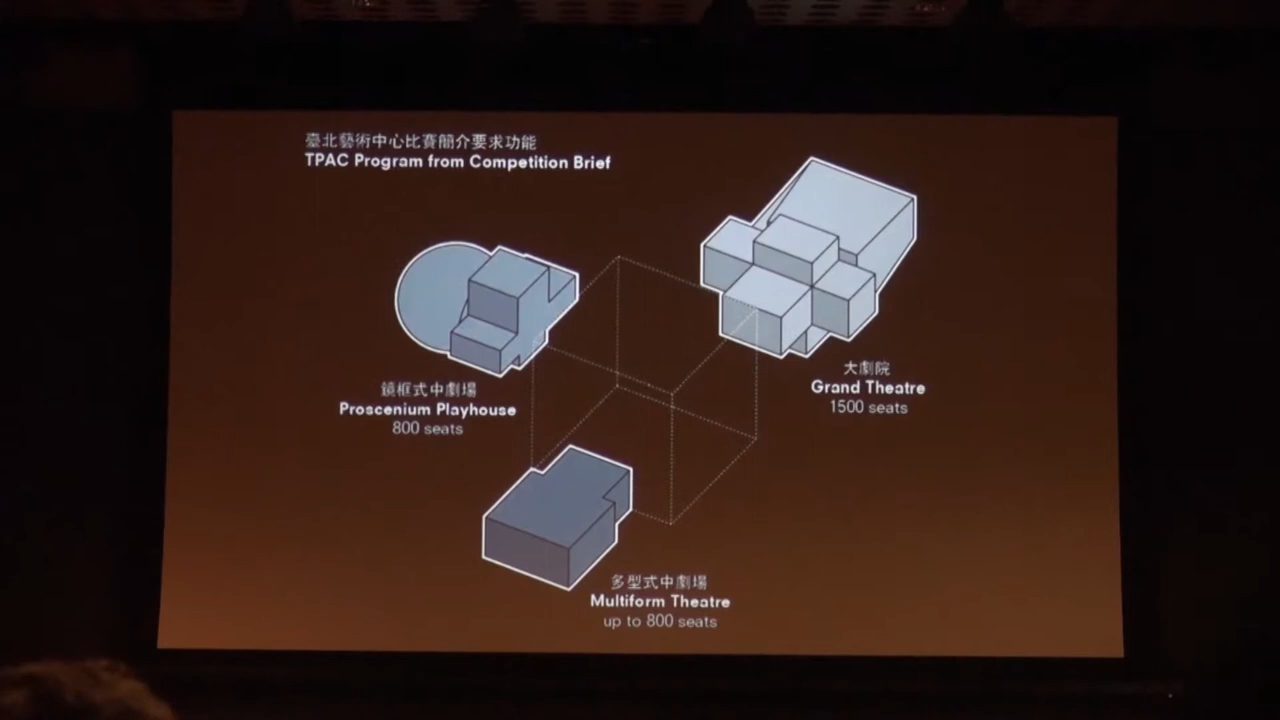 臺北藝術中心比賽簡介要求功能
TPAC Program from Competition Brief
鏡框式中劇場
Proscenium Playhouse
800 seats
大劇院
Grand Theatre
1500 seats
多型式中劇場
Multiform Theatre
up to 800 seats